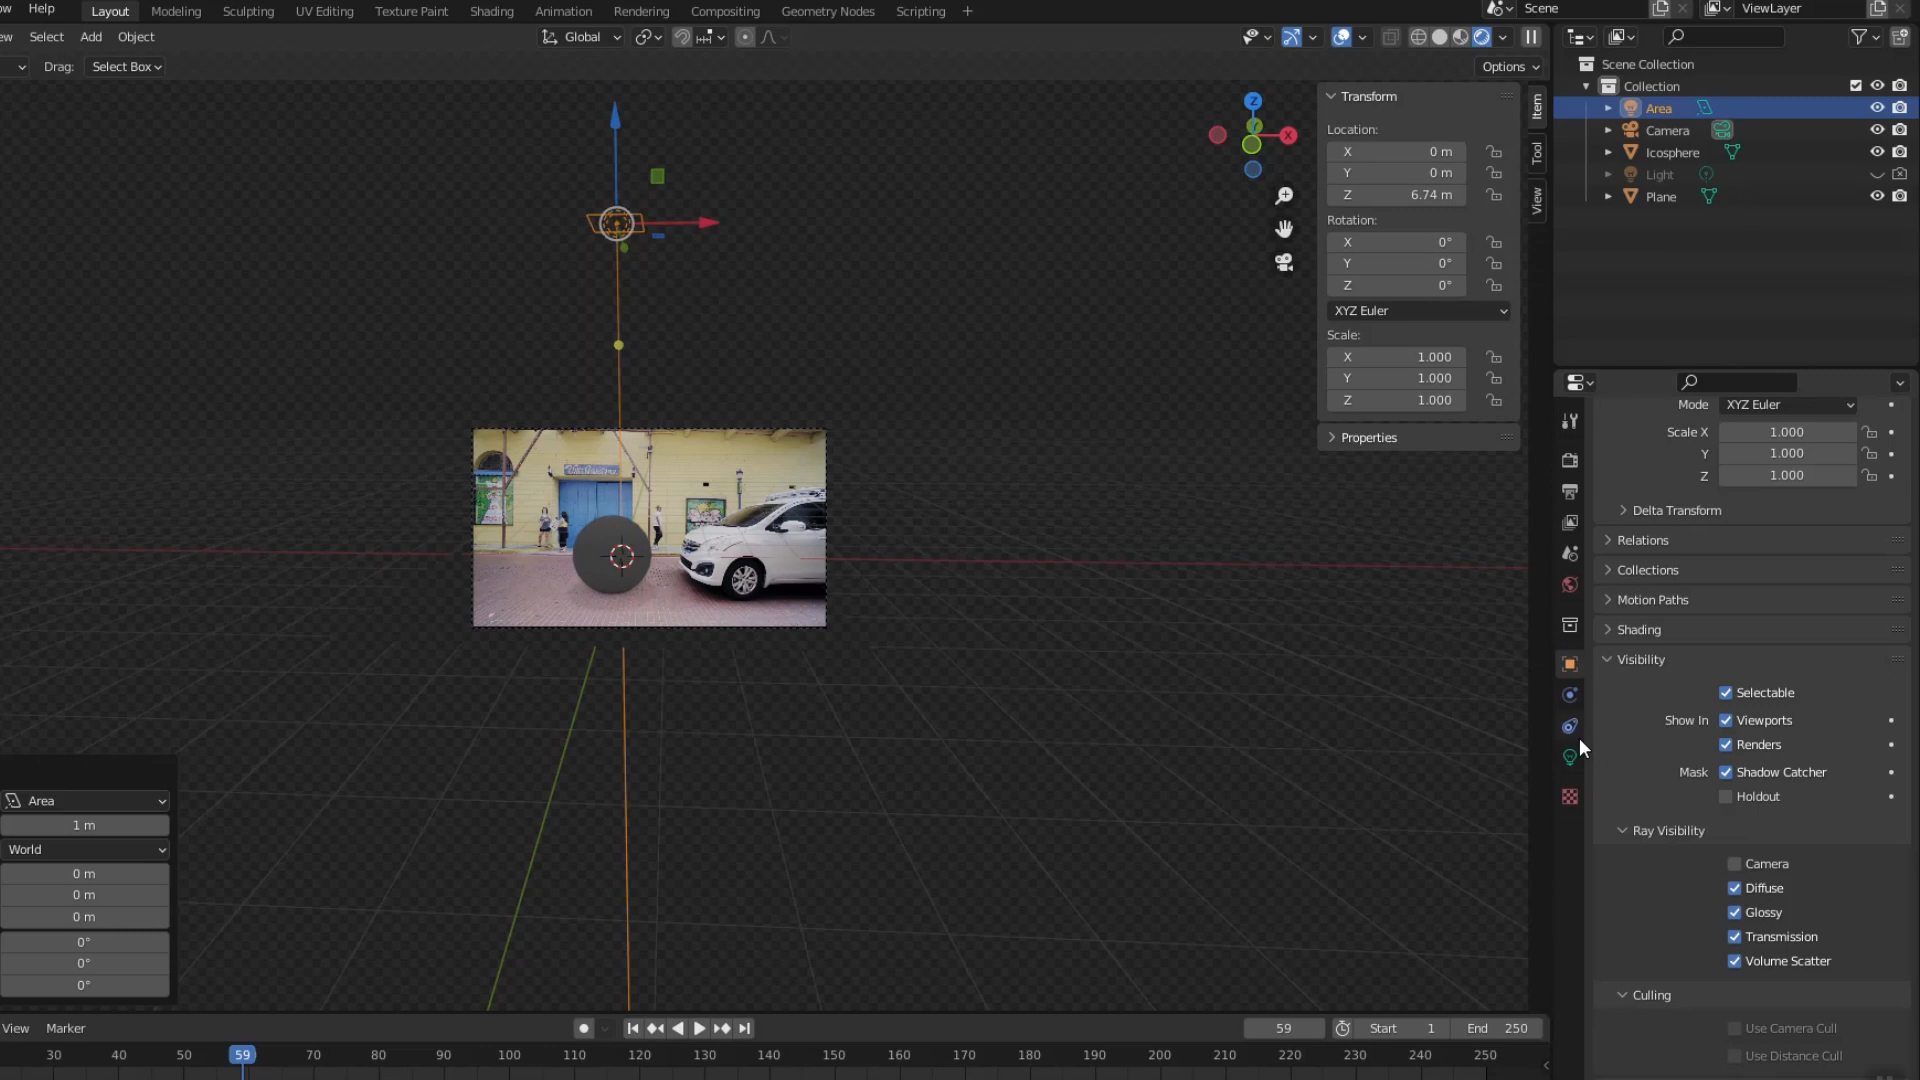 ow Help Layout Modeling Sculpting UV Editing Texture Paint Shading Animation Rendering Compositing Geometry Nodes Scripting + Scene ViewLayer
ew Select Add Object Global
Drag: Select Box Options
Transform
Location:
X 0 m
Y 0 m
Z 6.74 m
Rotation:
X 0°
Y 0°
Z 0°
XYZ Euler
Scale:
X 1.000
Y 1.000
Z 1.000
Properties
Item
Tool
View
Z
Y
X
Scene Collection
Collection
Area
Camera
Icosphere
Light
Plane
Mode XYZ Euler
Scale X 1.000
Y 1.000
Z 1.000
Delta Transform
Relations
Collections
Motion Paths
Shading
Visibility
Selectable
Show In Viewports
Renders
Mask Shadow Catcher
Holdout
Ray Visibility
Camera
Diffuse
Glossy
Transmission
Volume Scatter
Culling
Use Camera Cull
Use Distance Cull
Area
1 m
World
0 m
0 m
0 m
0°
0°
0°
View Marker 59 Start 1 End 250
30 40 50 59 70 80 90 100 110 120 130 140 150 160 170 180 190 200 210 220 230 240 250